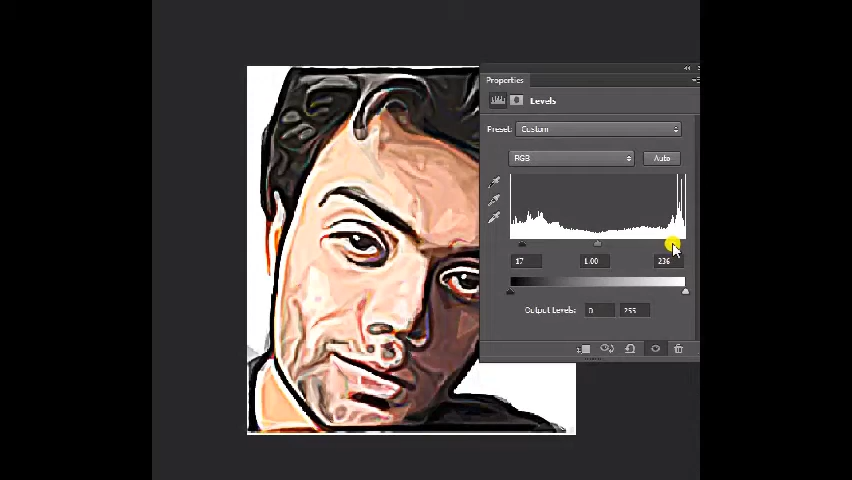 Properties
Levels
Preset: Custom
RGB Auto
17 1.00 236
Output Levels: 0 255